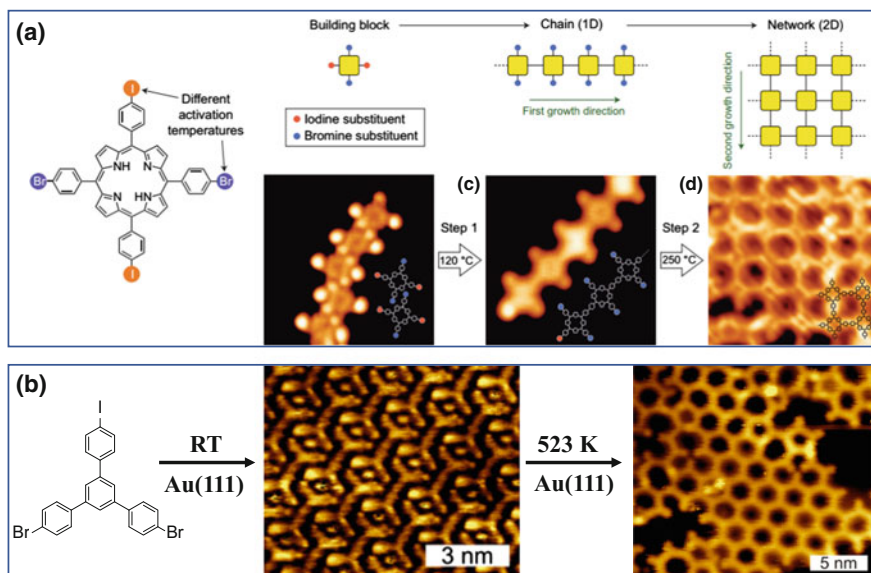 (a)
Building block
Chain (1D)
Network (2D)
I
Different
activation
temperatures
NH
N
N
HN
Br
Br
I
Iodine substituent
Bromine substituent
First growth direction
Second growth direction
(c)
(d)
Step 1
120 °C
Step 2
250 °C
(b)
I
Br
Br
RT
Au(111)
3 nm
523 K
Au(111)
5 nm